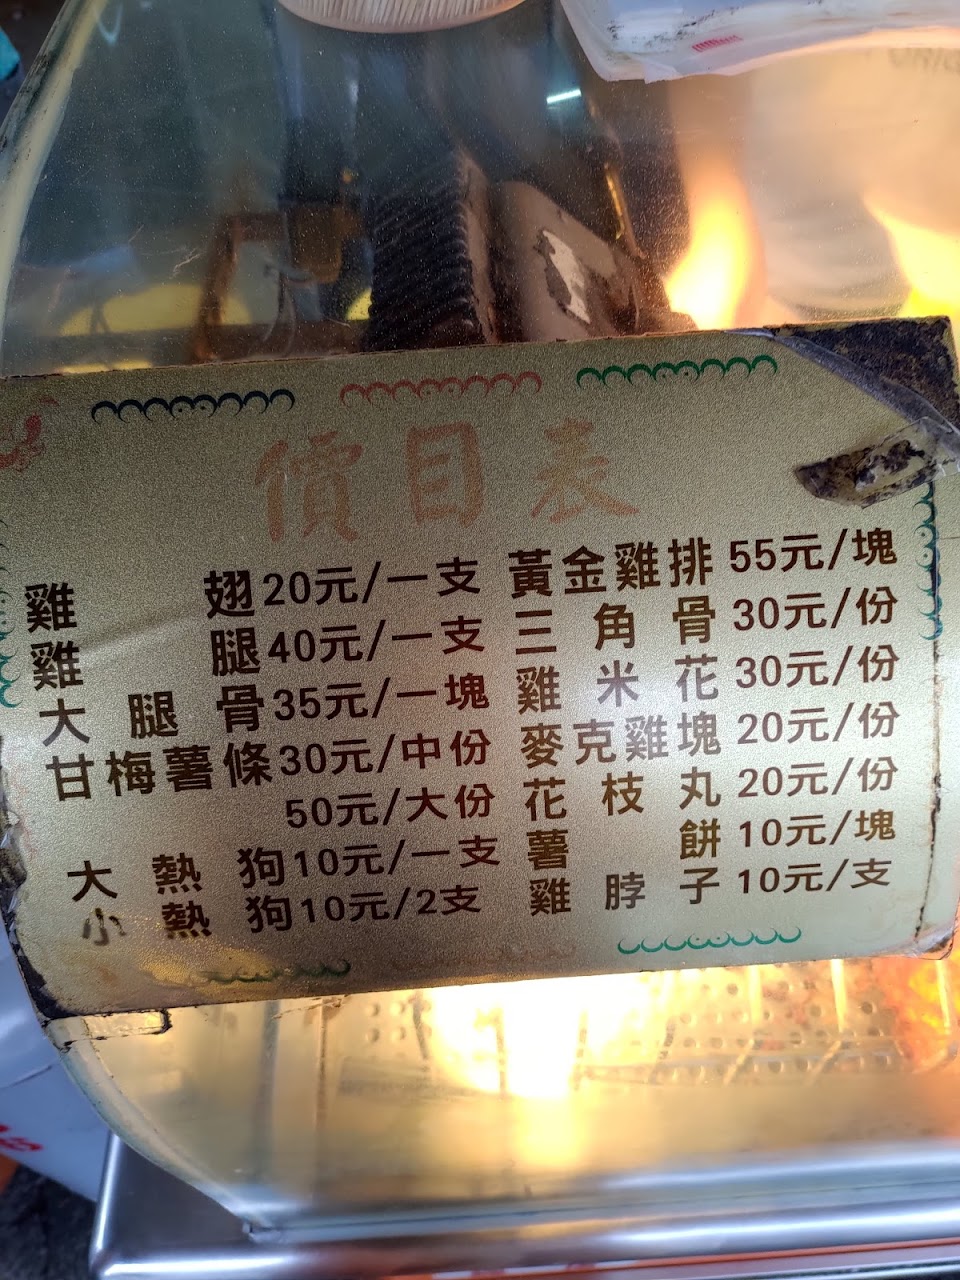 價目表
雞翅20元/一支
雞腿40元/一支
大腿骨35元/一塊
甘梅薯條30元/中份
50元/大份
大熱狗10元/一支
小熱狗10元/2支
黃金雞排55元/塊
三角骨30元/份
雞米花30元/份
麥克雞塊20元/份
花枝丸20元/份
薯餅10元/塊
雞脖子10元/支